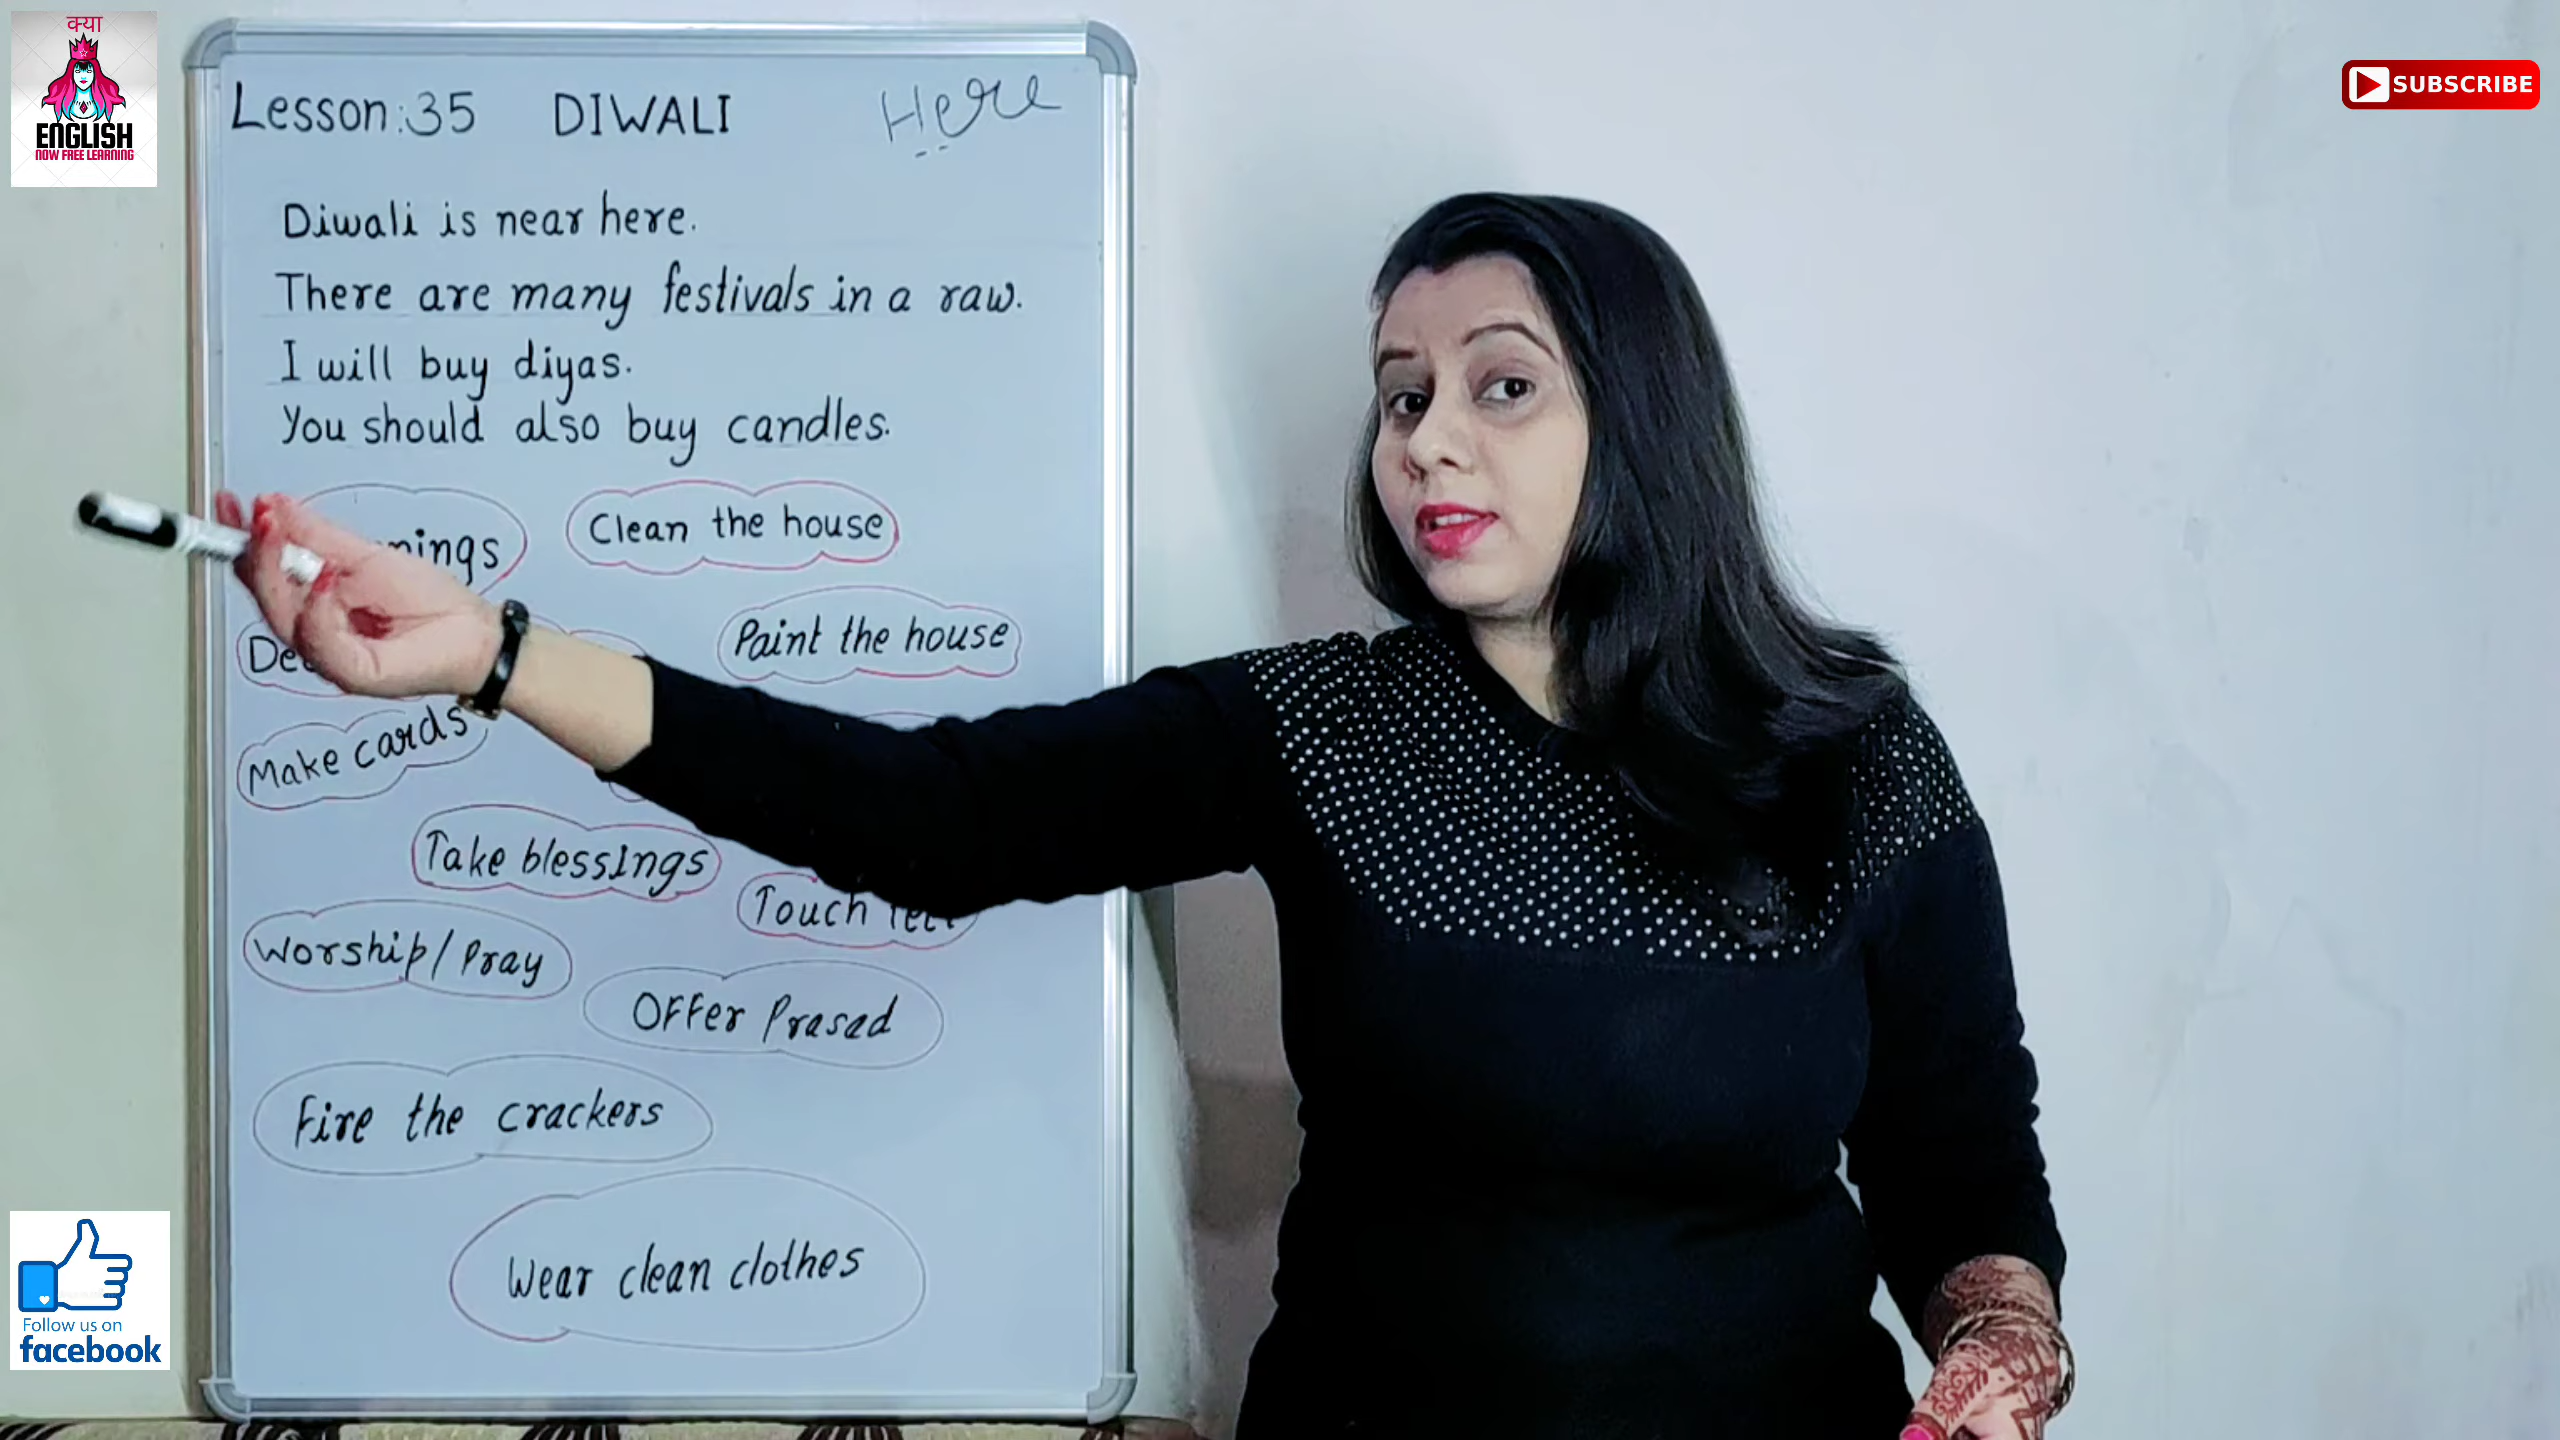 क्या
ENGLISH
NOW FREE LEARNING
SUBSCRIBE
Lesson:35 DIWALI Here
Diwali is near here.
There are many festivals in a raw.
I will buy diyas.
You should also buy candles.
Clean the house
Paint the house
Make cards
Take blessings
Touch
Worship/Pray
Offer Prasad
Fire the crackers
Wear clean clothes
Follow us on
facebook